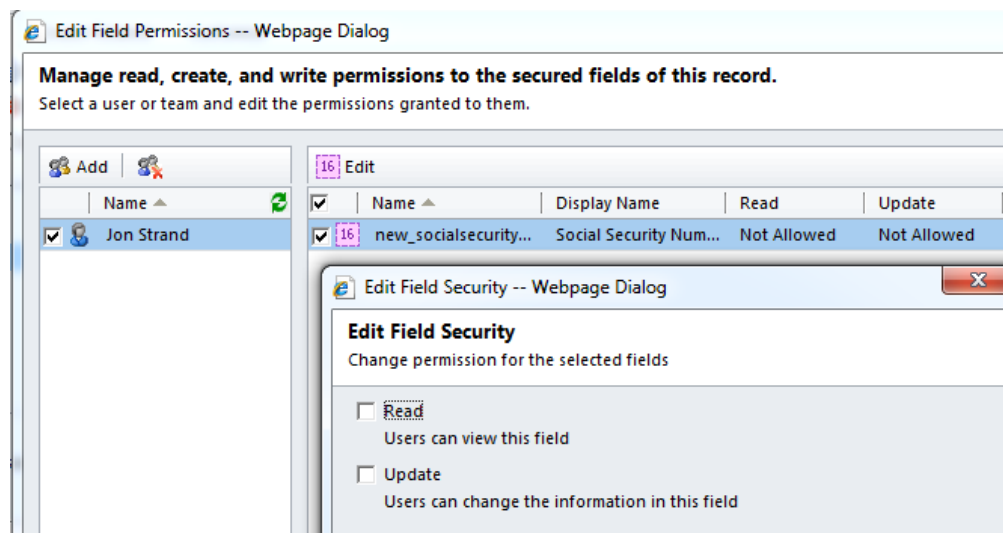 Edit Field Permissions -- Webpage Dialog
Manage read, create, and write permissions to the secured fields of this record.
Select a user or team and edit the permissions granted to them.
Add
16 Edit
Name
Name Display Name Read Update
Jon Strand
16 new_socialsecurity... Social Security Num... Not Allowed Not Allowed
Edit Field Security -- Webpage Dialog
Edit Field Security
Change permission for the selected fields
Read
Users can view this field
Update
Users can change the information in this field